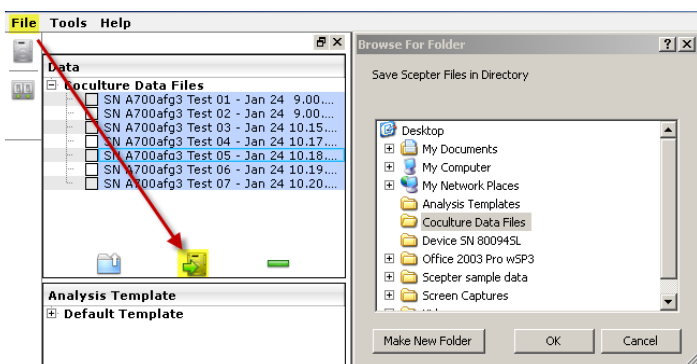 File Tools Help
Data
Coculture Data Files
SN A700afg3 Test 01 - Jan 24 9.00....
SN A700afg3 Test 02 - Jan 24 9.00....
SN A700afg3 Test 03 - Jan 24 10.15....
SN A700afg3 Test 04 - Jan 24 10.17....
SN A700afg3 Test 05 - Jan 24 10.18....
SN A700afg3 Test 06 - Jan 24 10.19....
SN A700afg3 Test 07 - Jan 24 10.20....
Analysis Template
Default Template
Browse For Folder
Save Scepter Files in Directory
Desktop
My Documents
My Computer
My Network Places
Analysis Templates
Coculture Data Files
Device SN 80094SL
Office 2003 Pro wSP3
Scepter sample data
Screen Captures
Make New Folder
OK
Cancel